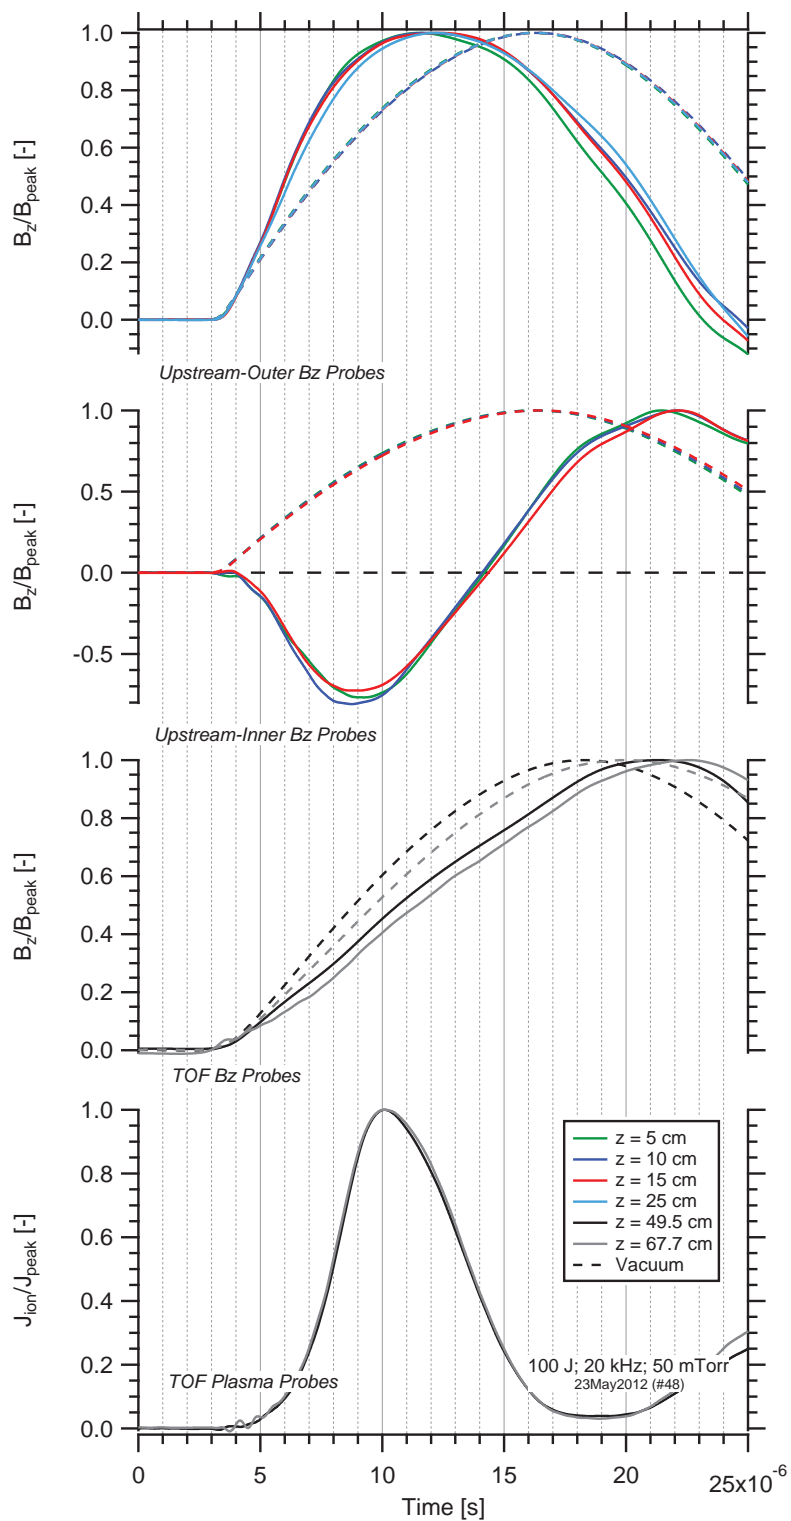 1.0
0.8
0.6
0.4
0.2
0.0
Bz/Bpeak [-]
Upstream-Outer Bz Probes
1.0
0.5
0.0
-0.5
Bz/Bpeak [-]
Upstream-Inner Bz Probes
1.0
0.8
0.6
0.4
0.2
0.0
Bz/Bpeak [-]
TOF Bz Probes
1.0
0.8
0.6
0.4
0.2
0.0
Jion/Jpeak [-]
z = 5 cm
z = 10 cm
z = 15 cm
z = 25 cm
z = 49.5 cm
z = 67.7 cm
Vacuum
100 J; 20 kHz; 50 mTorr
23May2012 (#48)
TOF Plasma Probes
0 5 10 15 20 25x10-6
Time [s]